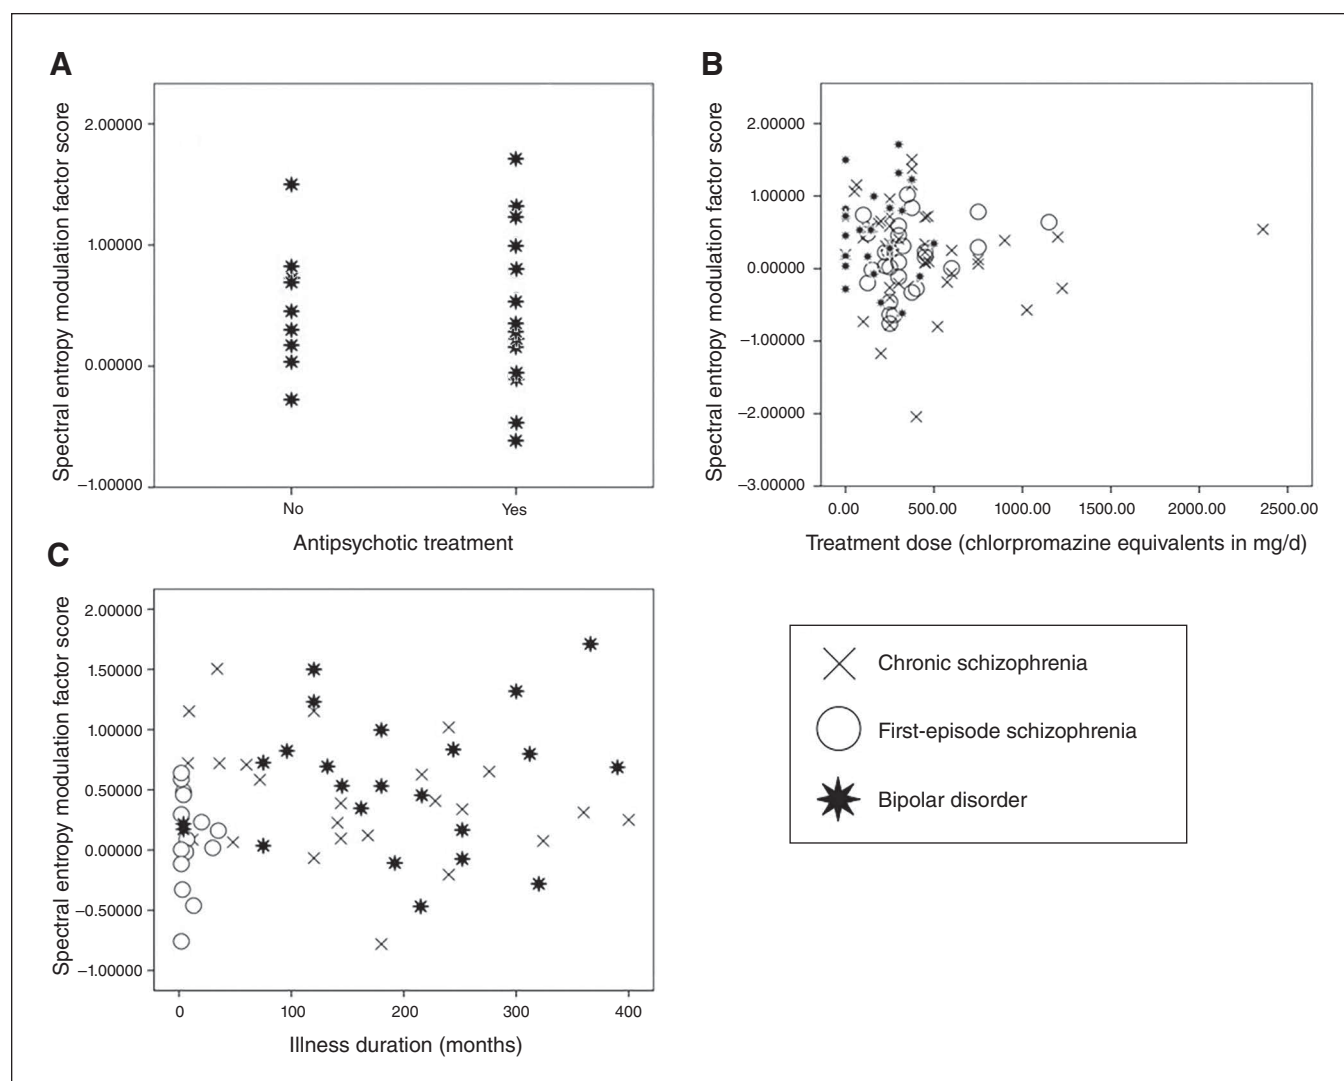 A
Spectral entropy modulation factor score
2.00000
1.00000
0.00000
−1.00000
No Yes
Antipsychotic treatment
B
Spectral entropy modulation factor score
2.00000
1.00000
0.00000
−1.00000
−2.00000
−3.00000
0.00 500.00 1000.00 1500.00 2000.00 2500.00
Treatment dose (chlorpromazine equivalents in mg/d)
C
Spectral entropy modulation factor score
2.00000
1.50000
1.00000
0.50000
0.00000
−0.50000
−1.00000
0 100 200 300 400
Illness duration (months)
Chronic schizophrenia
First-episode schizophrenia
Bipolar disorder